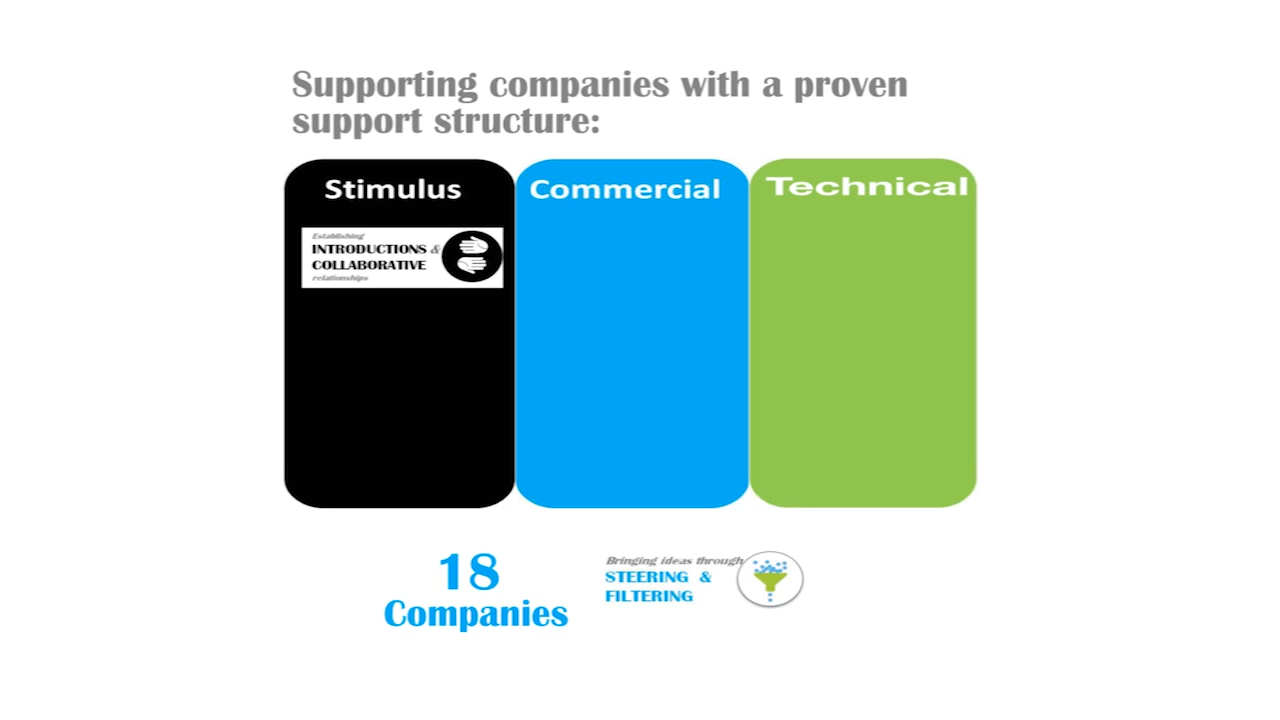 Supporting companies with a proven
support structure:
Stimulus
Commercial
Technical
Establishing
INTRODUCTIONS &
COLLABORATIVE
relationships
18
Companies
Bringing ideas through
STEERING &
FILTERING